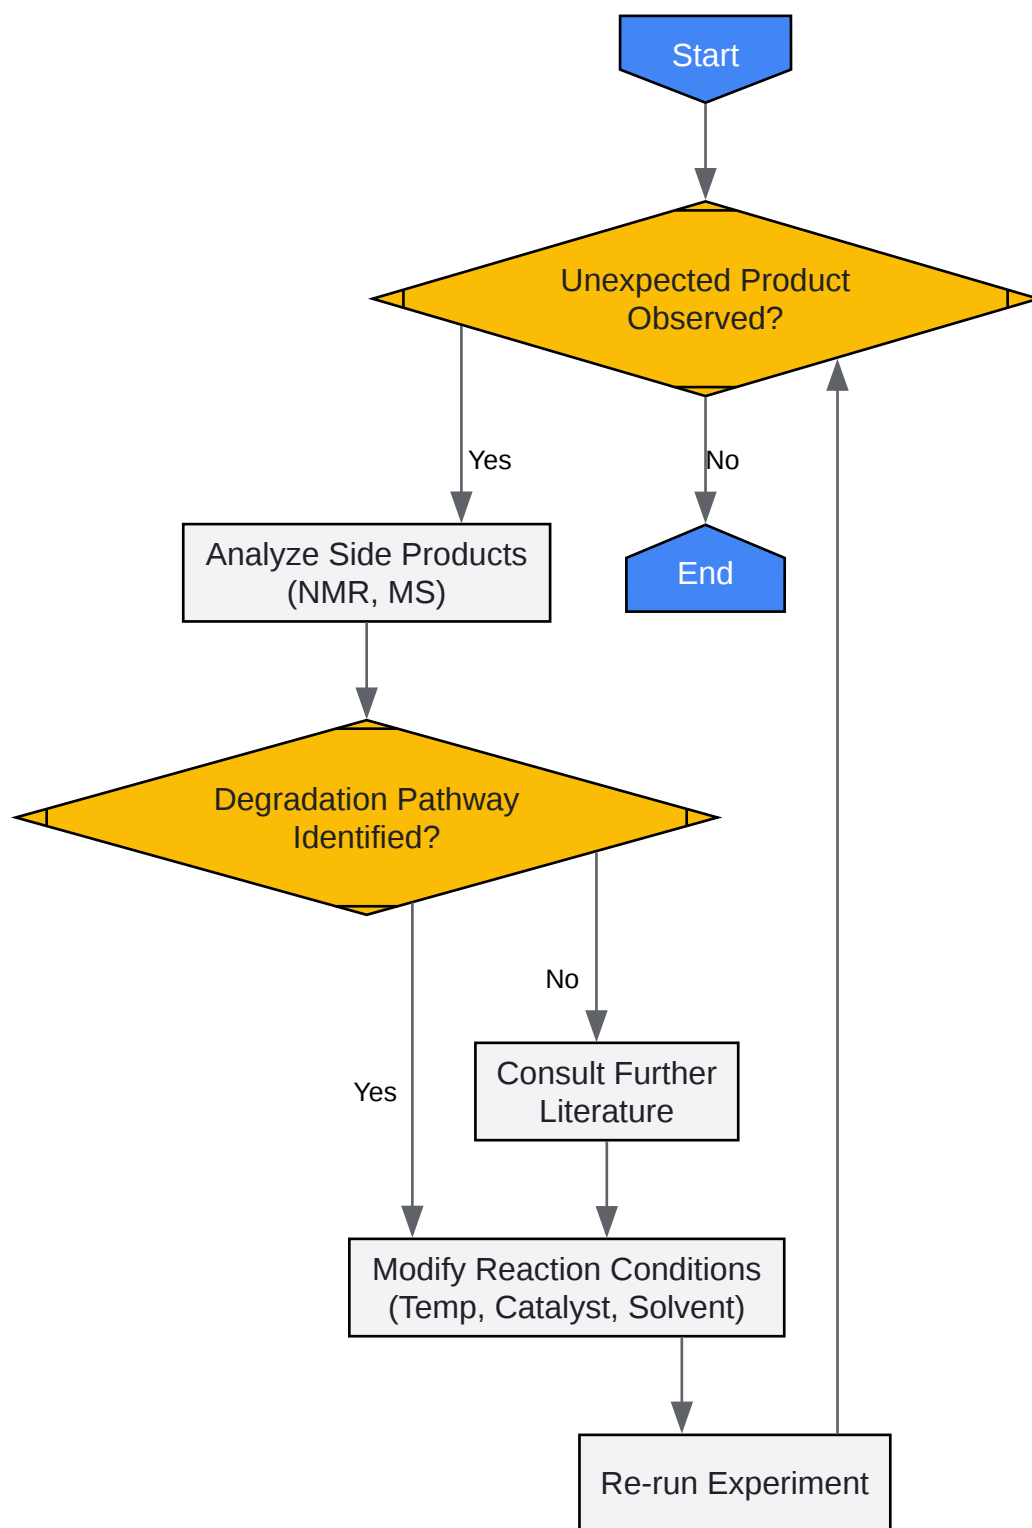 Start
Unexpected Product
Observed?
Yes
No
Analyze Side Products
(NMR, MS)
End
Degradation Pathway
Identified?
No
Yes
Consult Further
Literature
Modify Reaction Conditions
(Temp, Catalyst, Solvent)
Re-run Experiment